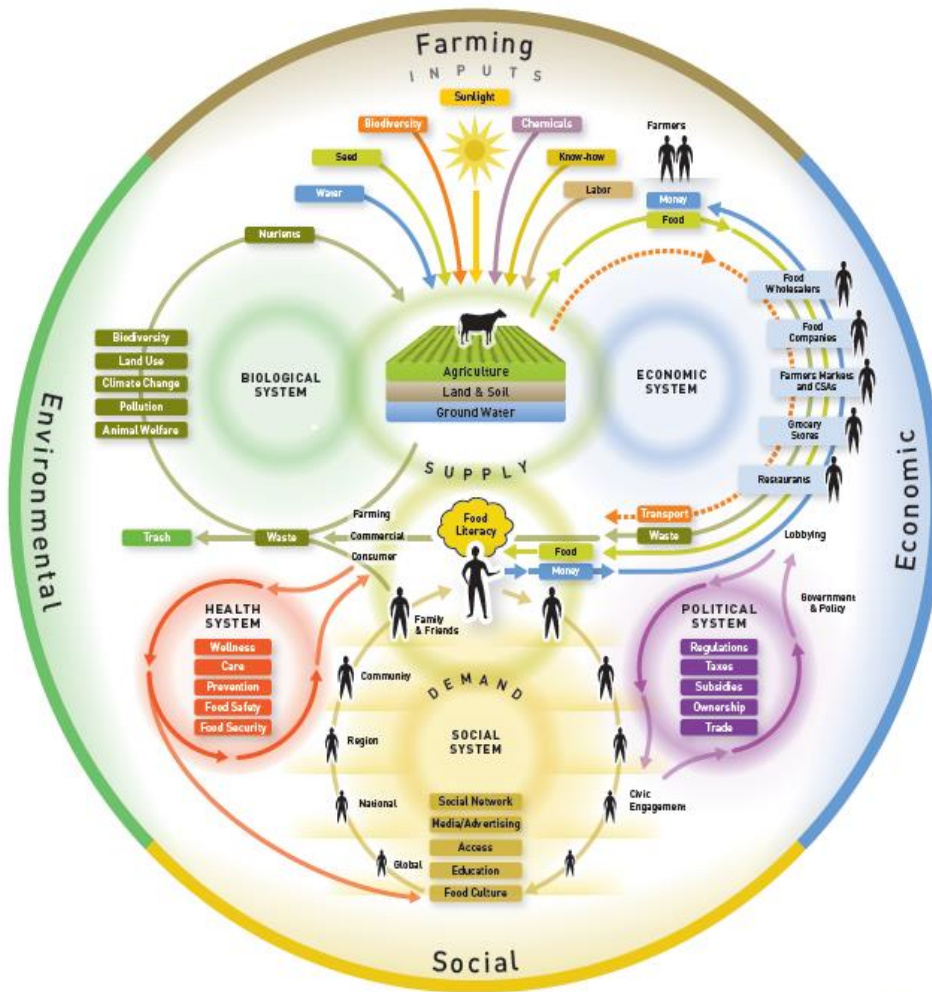 Farming
INPUTS
Sunlight
Biodiversity
Chemicals
Farmers
Seed
Know-how
Water
Labor
Money
Food
Nutrients
Food
Wholesalers
Food
Companies
Farmers Markets
and CSAs
Grocery
Stores
Restaurants
Biodiversity
Land Use
Climate Change
Pollution
Animal Welfare
BIOLOGICAL
SYSTEM
Agriculture
Land & Soil
Ground Water
ECONOMIC
SYSTEM
Environmental
Economic
SUPPLY
Food
Literacy
Farming
Commercial
Consumer
Trash
Waste
Transport
Waste
Food
Money
Lobbying
Government
& Policy
HEALTH
SYSTEM
Wellness
Care
Prevention
Food Safety
Food Security
Family
& Friends
Community
Region
National
Global
DEMAND
SOCIAL
SYSTEM
Social Network
Media/Advertising
Access
Education
Food Culture
POLITICAL
SYSTEM
Regulations
Taxes
Subsidies
Ownership
Trade
Civic
Engagement
Social